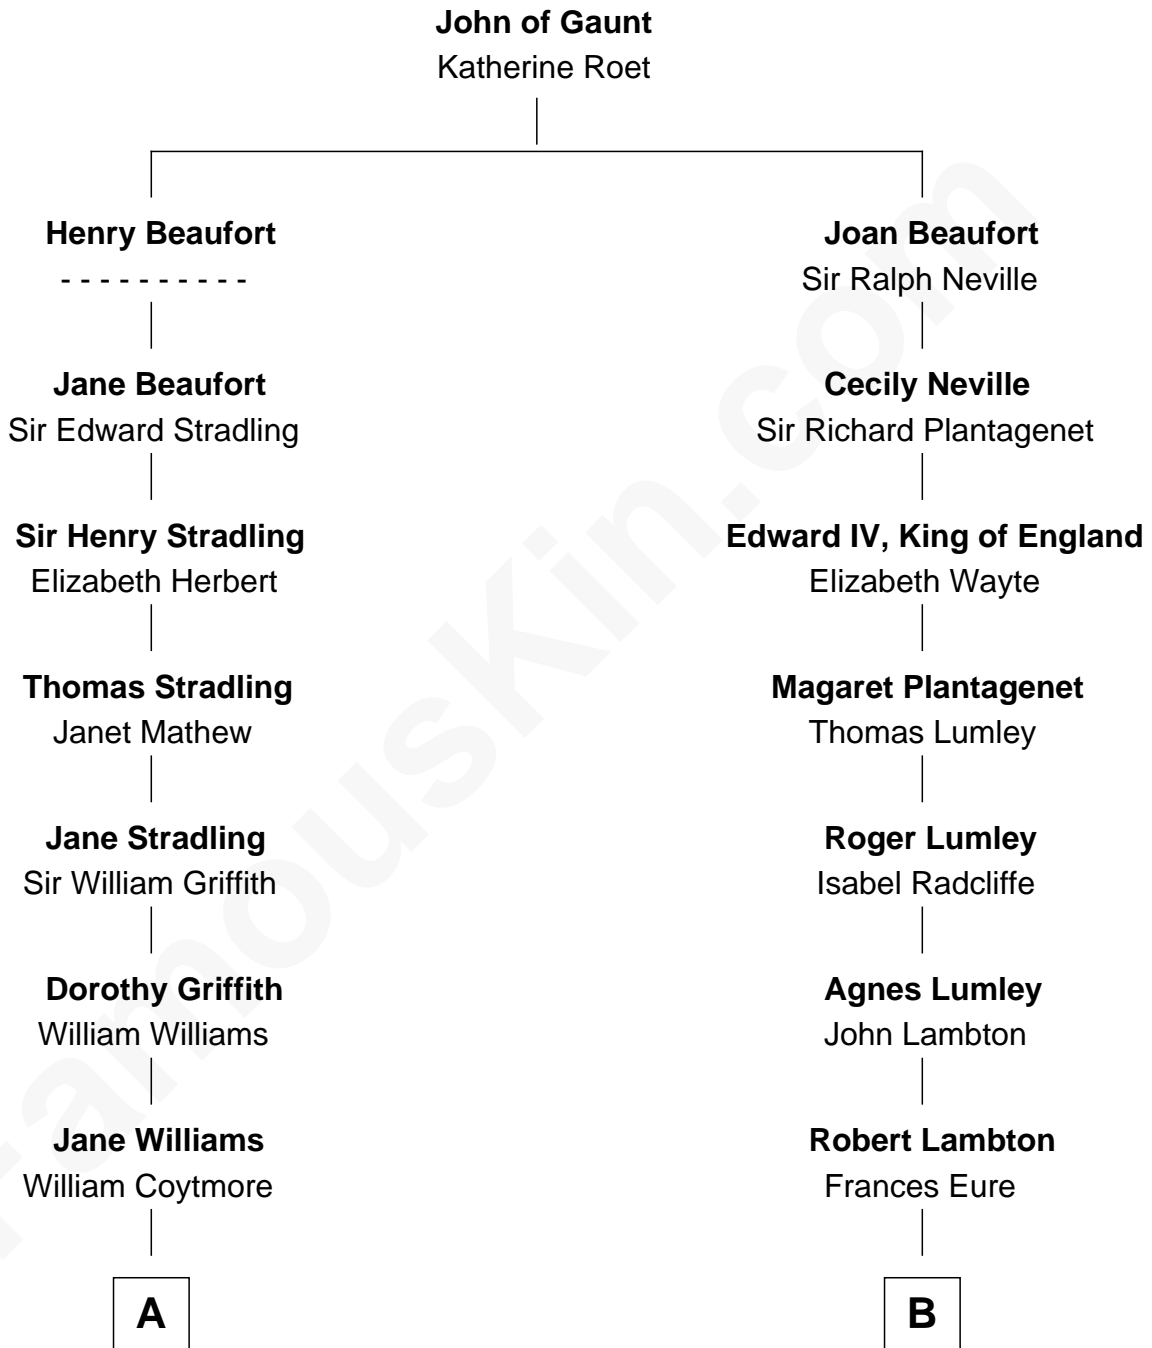 John of Gaunt
Katherine Roet
Henry Beaufort
- - - - - - - - - -
Jane Beaufort
Sir Edward Stradling
Sir Henry Stradling
Elizabeth Herbert
Thomas Stradling
Janet Mathew
Jane Stradling
Sir William Griffith
Dorothy Griffith
William Williams
Jane Williams
William Coytmore
A
Joan Beaufort
Sir Ralph Neville
Cecily Neville
Sir Richard Plantagenet
Edward IV, King of England
Elizabeth Wayte
Magaret Plantagenet
Thomas Lumley
Roger Lumley
Isabel Radcliffe
Agnes Lumley
John Lambton
Robert Lambton
Frances Eure
B
FamousKin.com